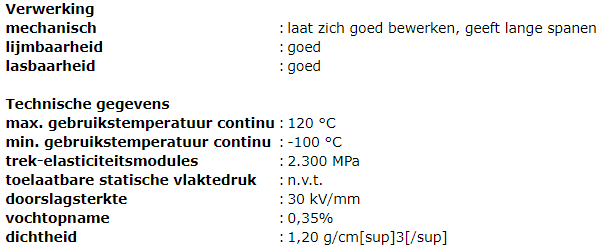 Verwerking
mechanisch : laat zich goed bewerken, geeft lange spanen
lijmbaarheid : goed
lasbaarheid : goed
Technische gegevens
max. gebruikstemperatuur continu : 120 °C
min. gebruikstemperatuur continu : -100 °C
trek-elasticiteitsmodules : 2.300 MPa
toelaatbare statische vlaktedruk : n.v.t.
doorslagsterkte : 30 kV/mm
vochtopname : 0,35%
dichtheid : 1,20 g/cm[sup]3[/sup]